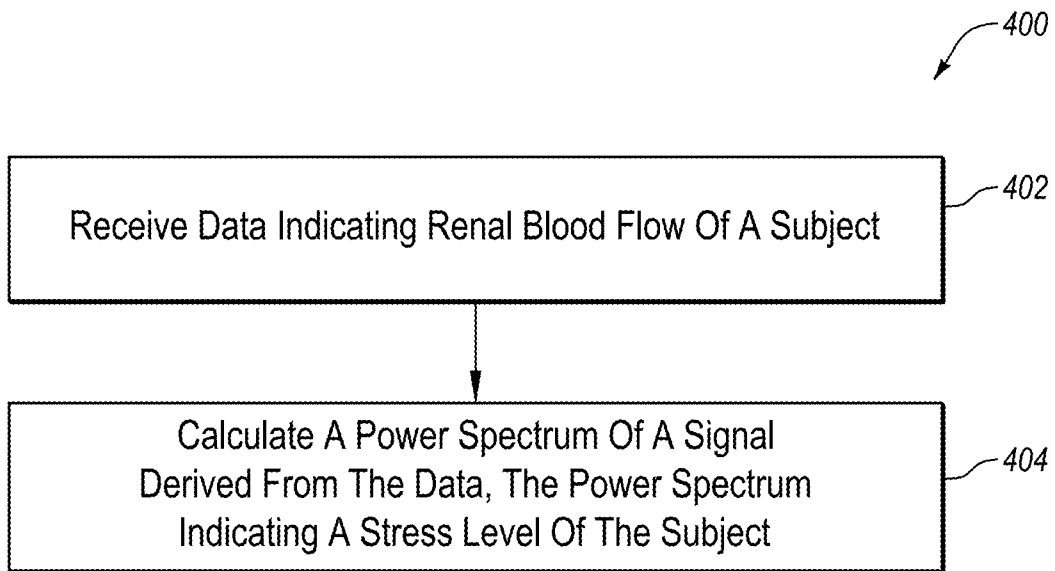 400
402
Receive Data Indicating Renal Blood Flow Of A Subject
Calculate A Power Spectrum Of A Signal
Derived From The Data, The Power Spectrum
Indicating A Stress Level Of The Subject
404